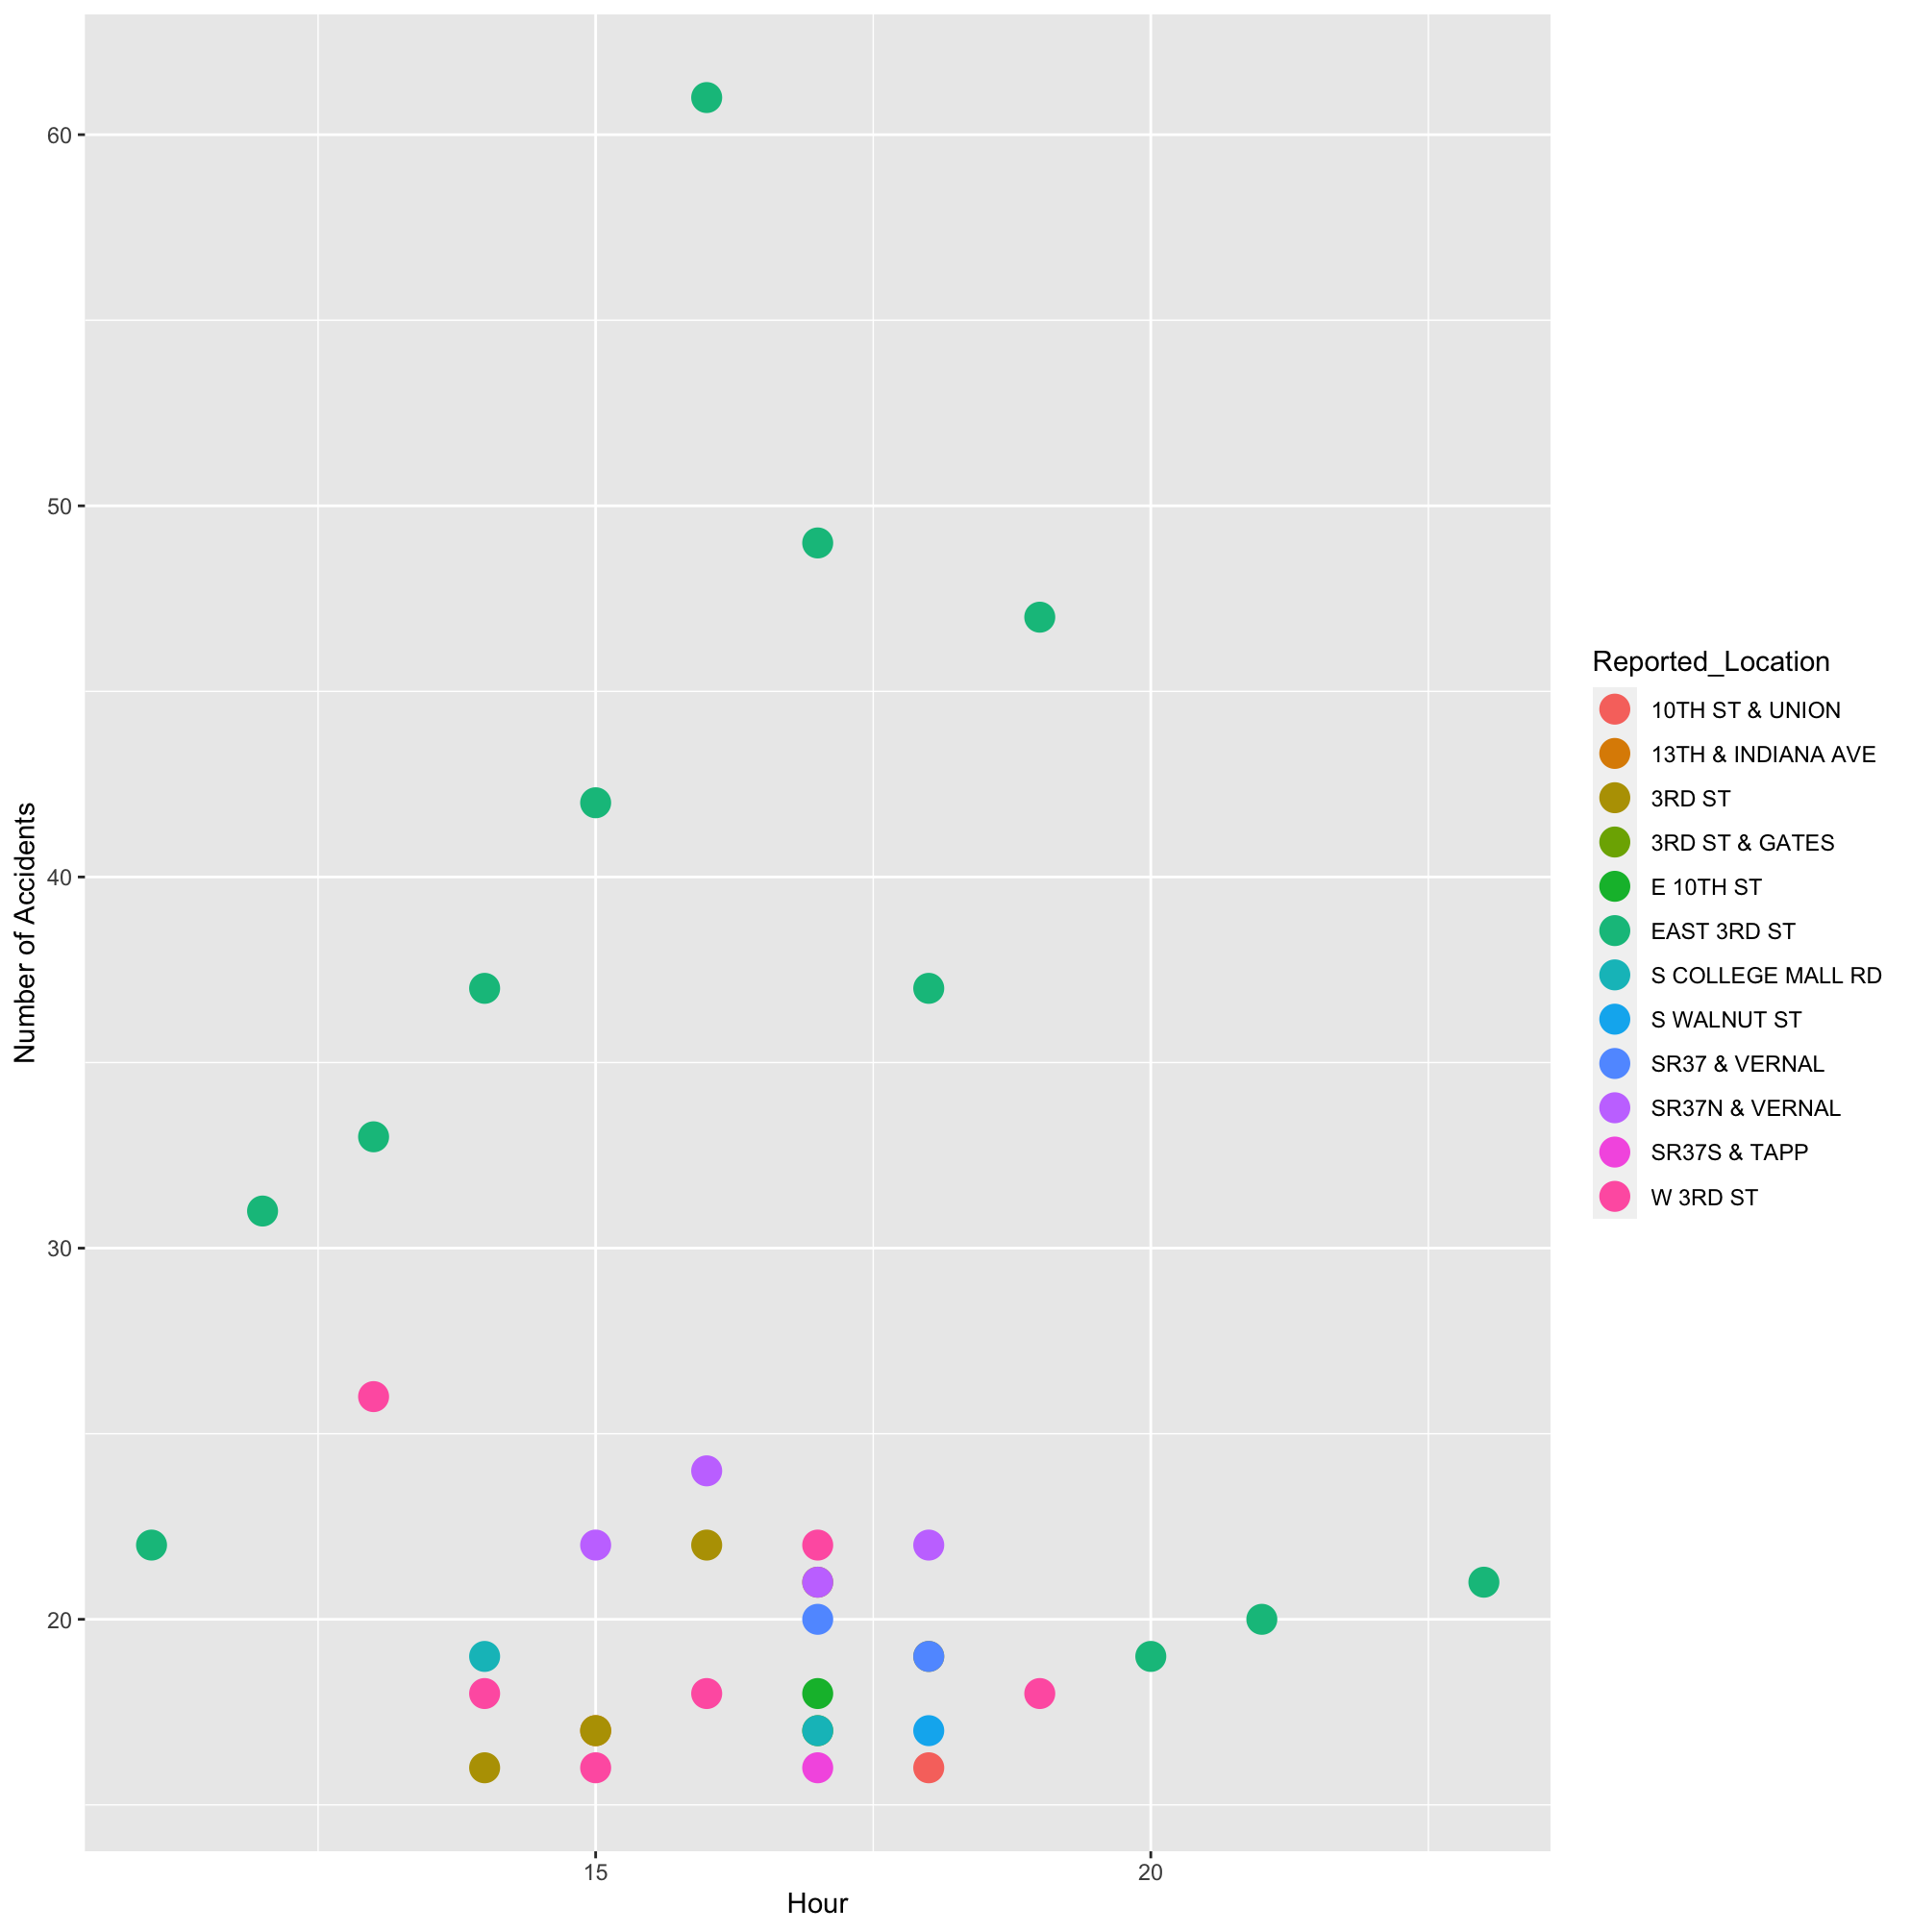 60
50
40
30
20
Number of Accidents
15
20
Hour
Reported_Location
10TH ST & UNION
13TH & INDIANA AVE
3RD ST
3RD ST & GATES
E 10TH ST
EAST 3RD ST
S COLLEGE MALL RD
S WALNUT ST
SR37 & VERNAL
SR37N & VERNAL
SR37S & TAPP
W 3RD ST